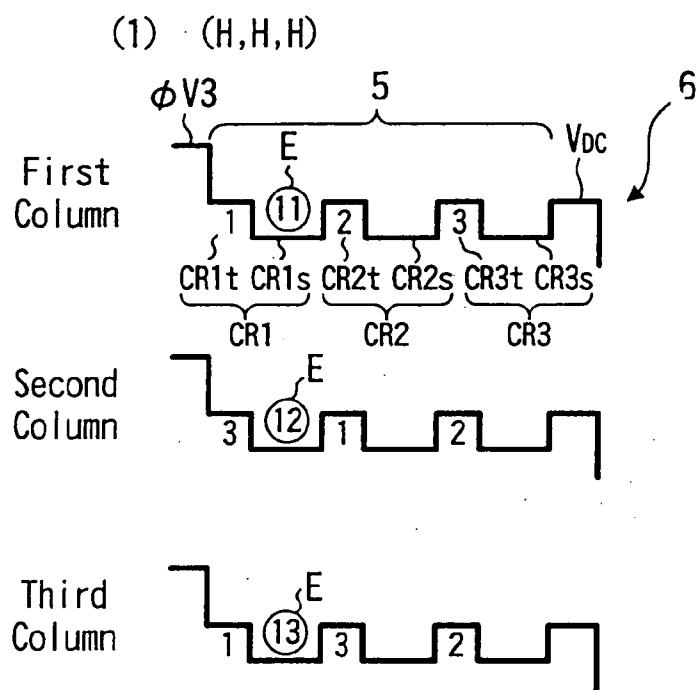 (1) (H,H,H)
ϕV3 5 6
E VDC
First Column
11
1 2 3
CR1t CR1s CR2t CR2s CR3t CR3s
CR1 CR2 CR3
Second Column
E
12
3 1 2
Third Column
E
13
1 3 2